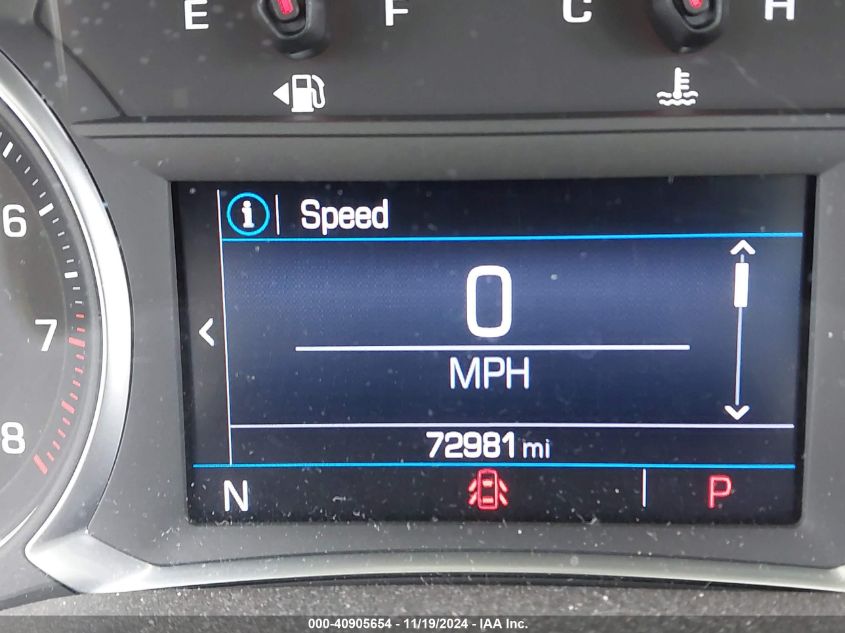 E F C H
6
7
8
i Speed
0
MPH
72981 mi
N P
000-40905654 - 11/19/2024 - IAA Inc.